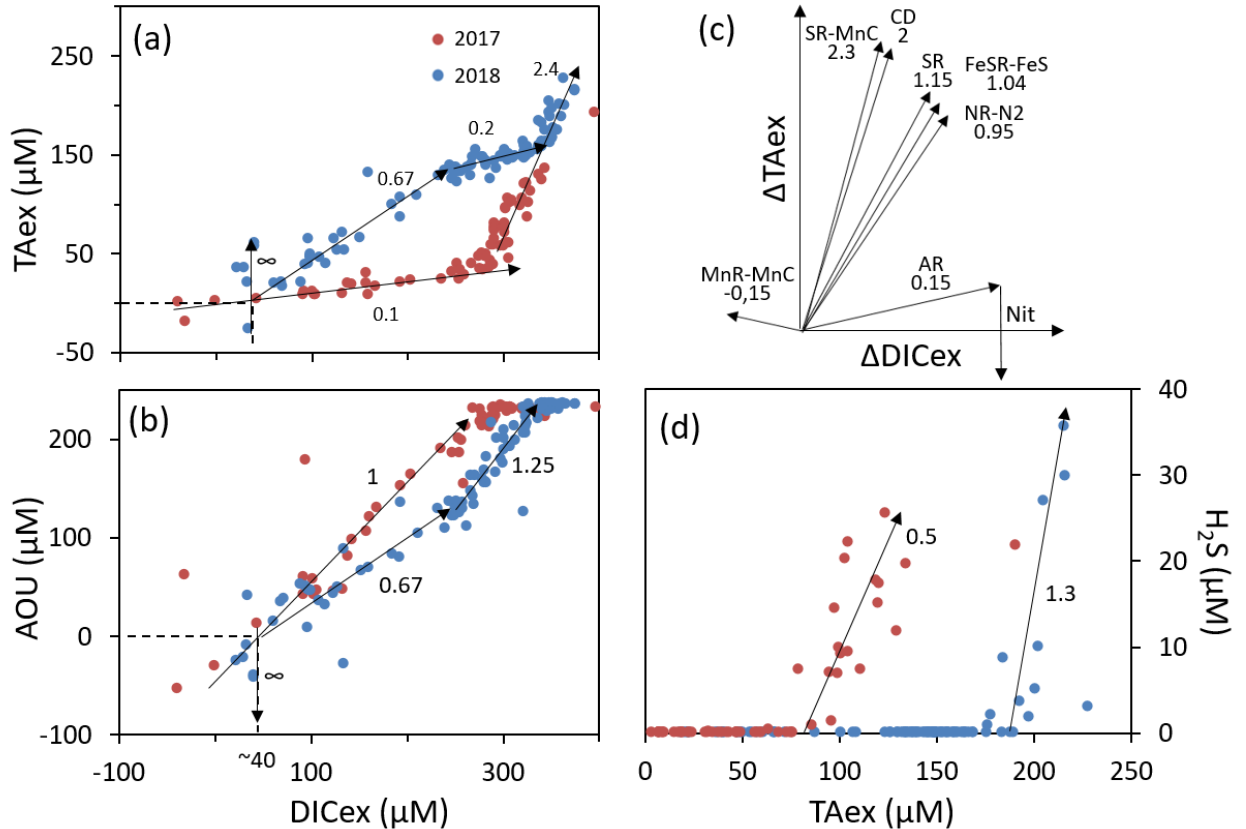 (a)
2017
2018
2.4
0.2
0.67
∞
0.1
250
150
50
-50
TAex (µM)
(c)
SR-MnC
2.3
CD
2
SR
1.15
FeSR-FeS
1.04
NR-N2
0.95
MnR-MnC
-0,15
AR
0.15
Nit
ΔTAex
ΔDICex
(b)
1
1.25
0.67
∞
200
100
0
-100
AOU (µM)
-100
~40
100
300
DICex (µM)
(d)
0.5
1.3
40
30
20
10
0
H₂S (µM)
0
50
100
150
200
250
TAex (µM)